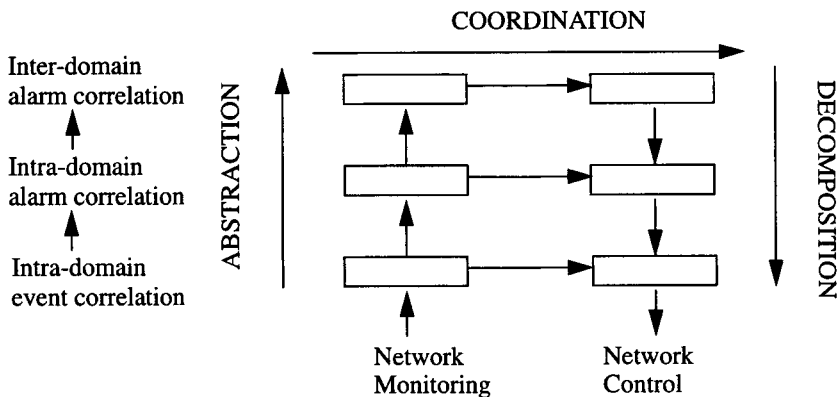 COORDINATION
Inter-domain
alarm correlation
Intra-domain
alarm correlation
Intra-domain
event correlation
ABSTRACTION
DECOMPOSITION
Network
Monitoring
Network
Control